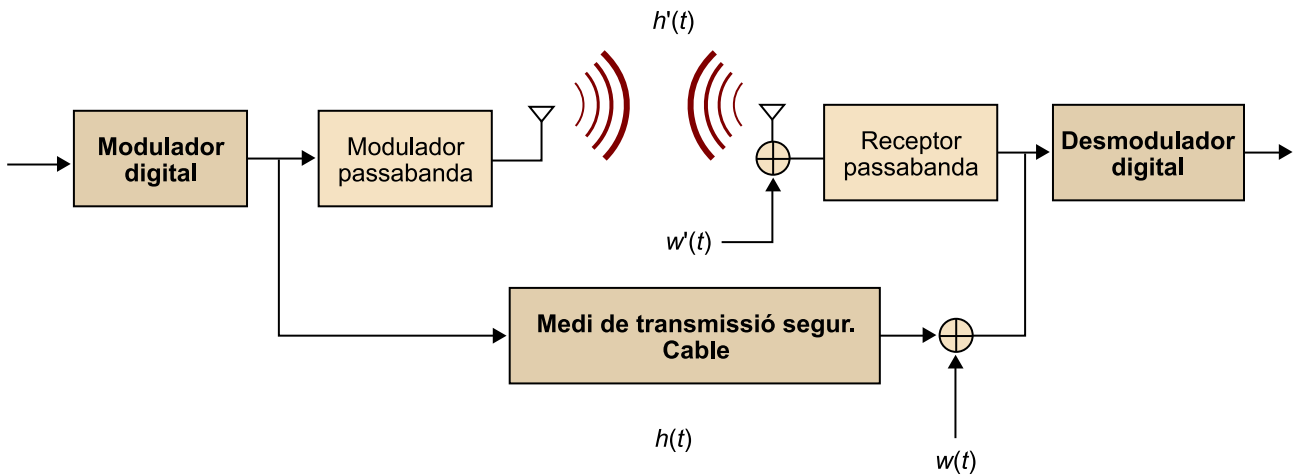 h'(t)
Modulador
digital
Modulador
passabanda
Receptor
passabanda
Desmodulador
digital
w'(t)
Medi de transmissió segur.
Cable
h(t)
w(t)